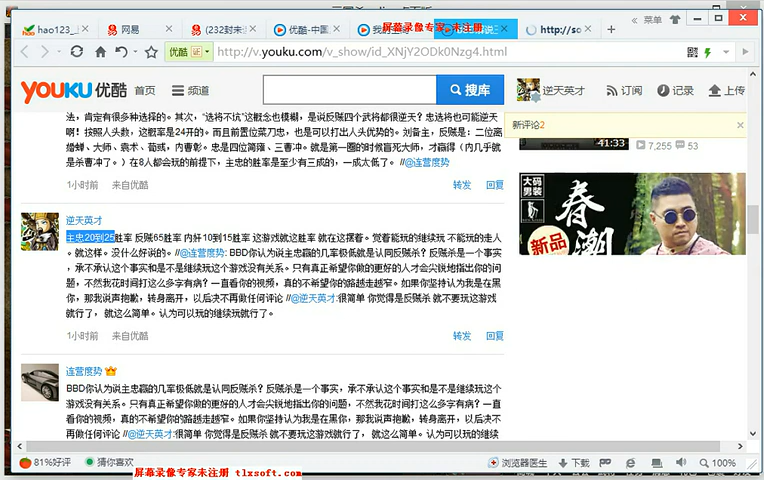 屏幕录像专家 未注册
hao123_
网易
(232封未
优酷-中国
http://sc
菜单
优酷 证
http://v.youku.com/v_show/id_XNjY2ODk0Nzg4.html
YOUKU 优酷 首页 频道 搜库 逆天英才 订阅 记录 上传
新评论2
法，肯定有很多种选择的。其次，“选将不坑”这概念也模糊，是说反贼四个武将都很逆天？忠选将也可能逆天
啊！按照人头数，这概率是24开的。而且前置位菜刀忠，也是可以打出人头优势的。刘备主，反贼是：二位离
婚蝉、大师、袁术、荀彧，内曹彰。忠是四位简雍、三曹冲。就是第一圈的时候盲死大师，才赢得（内几乎就
是杀曹冲了。）在8人都会玩的前提下，主忠的胜率是至少有三成的，一成太低了。 //@连营度势
41:33 7,255 53
1小时前 来自优酷 转发 回复
大码男装
春潮
新品
逆天英才
主忠20到25胜率 反贼65胜率 内奸10到15胜率 这游戏就这胜率 就在这摆着。觉着能玩的继续玩 不能玩的走人
。就这样。没什么好说的。//@连营度势: BBD你认为说主忠赢的几率极低就是认同反贼杀？反贼杀是一个事实
，承不承认这个事实和是不是继续玩这个游戏没有关系。只有真正希望你做的更好的人才会尖锐地指出你的问
题，不然我花时间打这么多字有病？一直看你的视频，真的不希望你的路越走越窄。如果你坚持认为我是在黑
你，那我说声抱歉，转身离开，以后决不再做任何评论 //@逆天英才:很简单 你觉得是反贼杀 就不要玩这游戏
就行了，就这么简单。认为可以玩的继续玩就行了。
1小时前 来自优酷 转发 回复
连营度势
BBD你认为说主忠赢的几率极低就是认同反贼杀？反贼杀是一个事实，承不承认这个事实和是不是继续玩这个
游戏没有关系。只有真正希望你做的更好的人才会尖锐地指出你的问题，不然我花时间打这么多字有病？一直
看你的视频，真的不希望你的路越走越窄。如果你坚持认为我是在黑你，那我说声抱歉，转身离开，以后决不
再做任何评论 //@逆天英才:很简单 你觉得是反贼杀 就不要玩这游戏就行了，就这么简单。认为可以玩的继续
81%好评 猜你喜欢 浏览器医生 下载 100%
屏幕录像专家未注册 tlxsoft.com